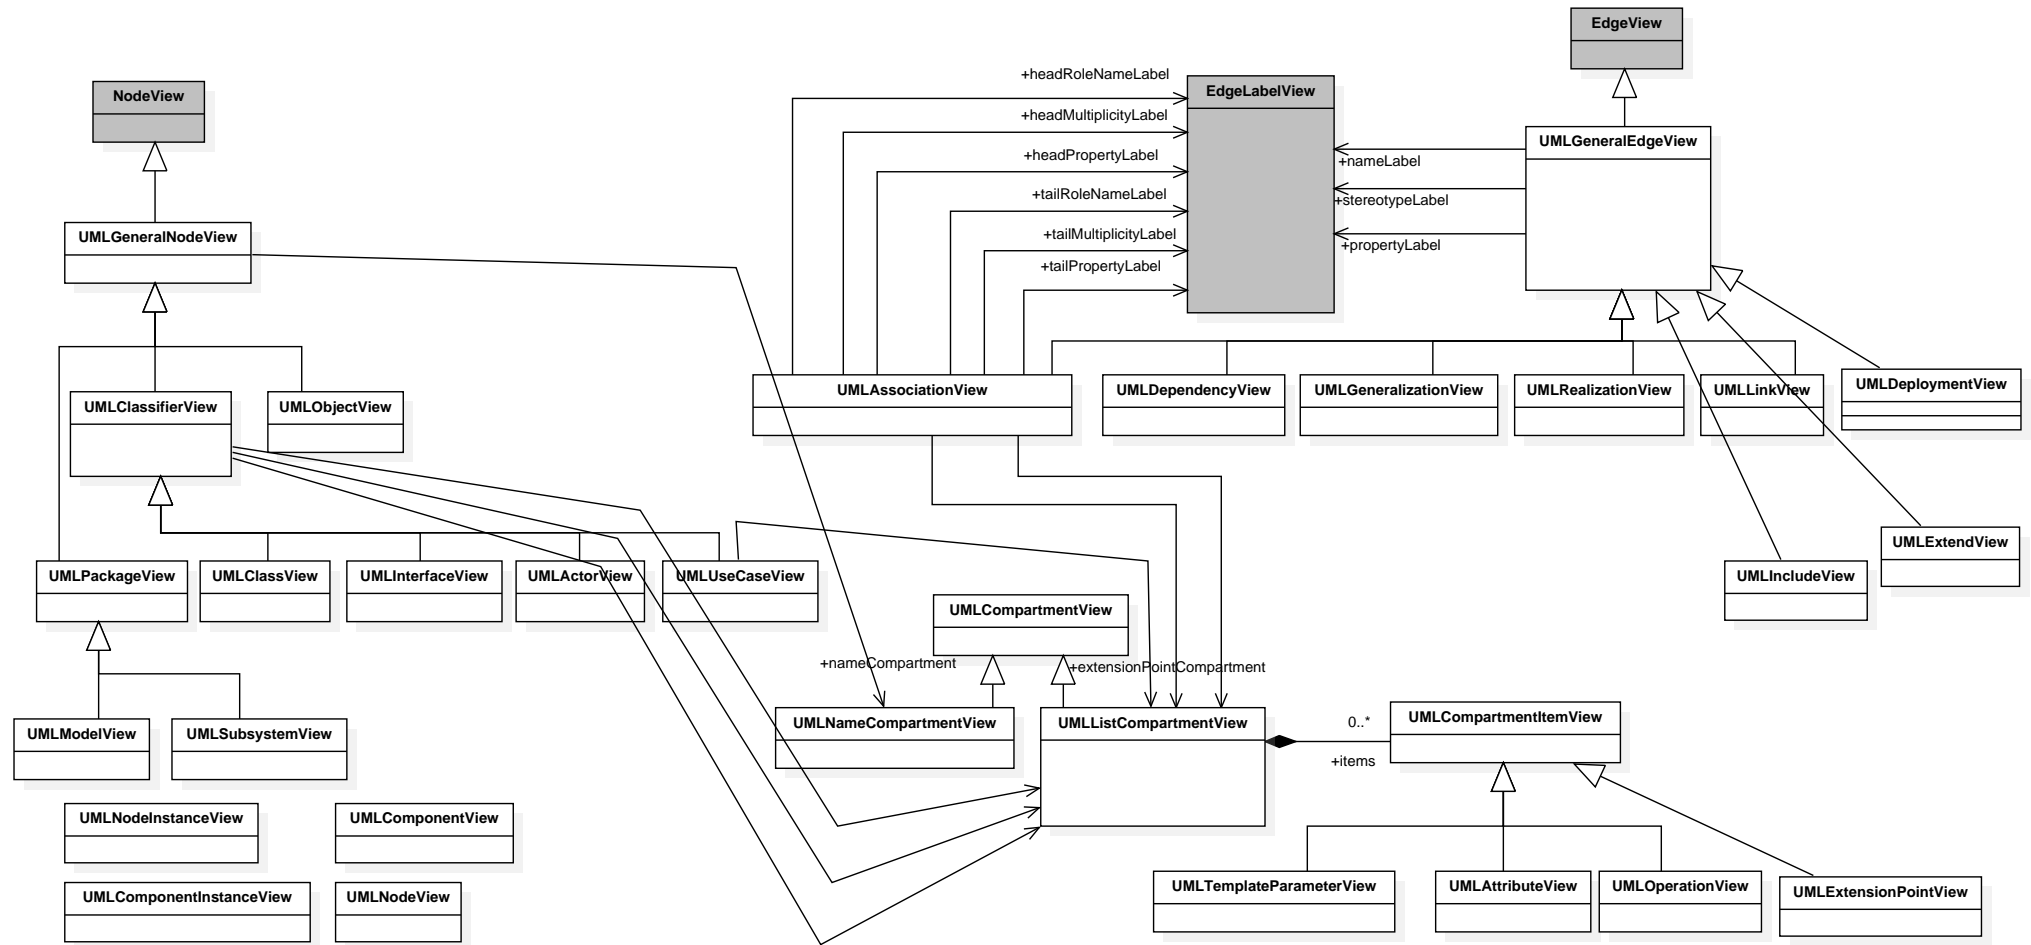 EdgeView
+headRoleNameLabel
EdgeLabelView
NodeView
+headMultiplicityLabel
UMLGeneralEdgeView
+headPropertyLabel
+nameLabel
+tailRoleNameLabel
+stereotypeLabel
UMLGeneralNodeView
+tailMultiplicityLabel
+propertyLabel
+tailPropertyLabel
UMLClassifierView
UMLObjectView
UMLAssociationView
UMLDependencyView
UMLGeneralizationView
UMLRealizationView
UMLLinkView
UMLDeploymentView
UMLExtendView
UMLPackageView
UMLClassView
UMLInterfaceView
UMLActorView
UMLUseCaseView
UMLIncludeView
UMLCompartmentView
+nameCompartment
+extensionPointCompartment
UMLModelView
UMLSubsystemView
UMLNameCompartmentView
UMLListCompartmentView
0..*
UMLCompartmentItemView
+items
UMLNodeInstanceView
UMLComponentView
UMLComponentInstanceView
UMLNodeView
UMLTemplateParameterView
UMLAttributeView
UMLOperationView
UMLExtensionPointView